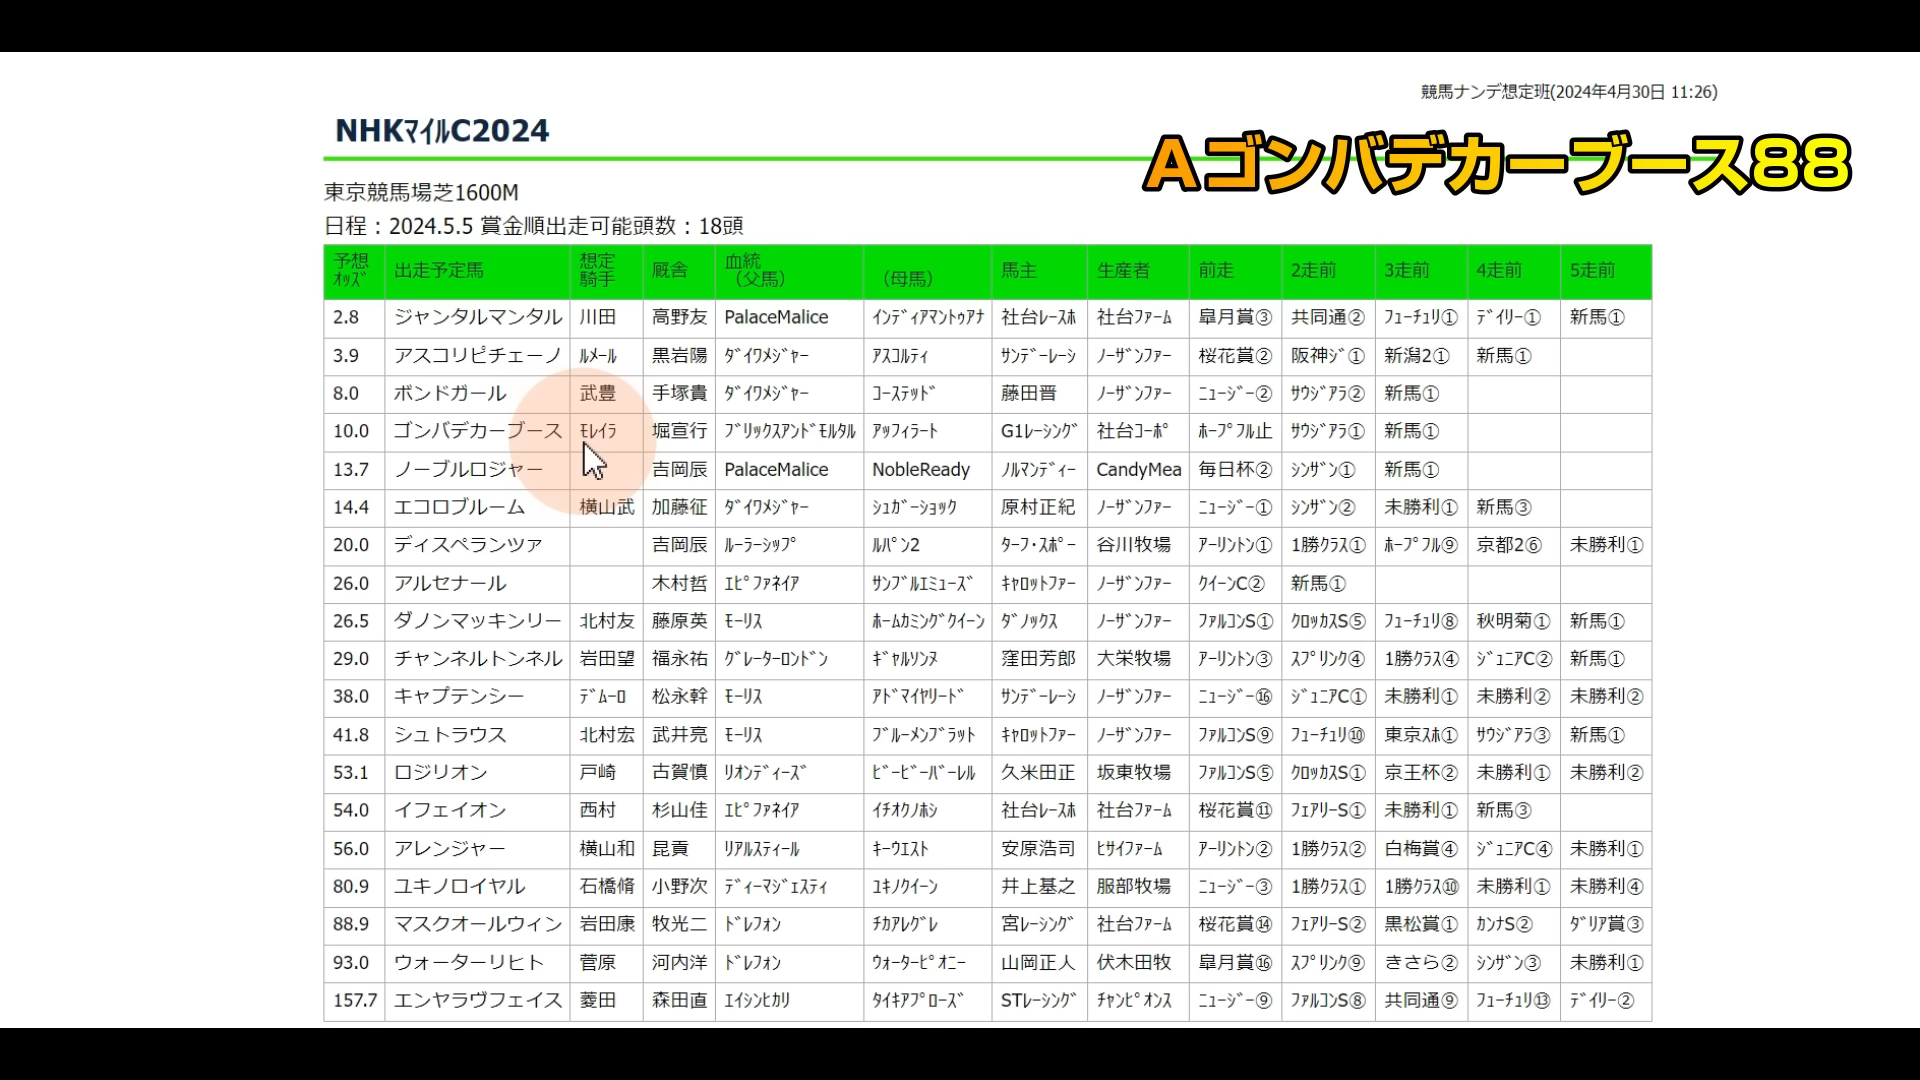 競馬ナンデ想定班(2024年4月30日 11:26)
NHKﾏｲﾙC2024
Aゴンバデカーブース88
東京競馬場芝1600M
日程：2024.5.5 賞金順出走可能頭数：18頭
予想ｵｯｽﾞ 出走予定馬 想定騎手 厩舎 血統（父馬） （母馬） 馬主 生産者 前走 2走前 3走前 4走前 5走前
2.8 ジャンタルマンタル 川田 高野友 PalaceMalice ｲﾝﾃﾞｨｱﾏﾝﾄｩｱﾅ 社台ﾚｰｽﾎ 社台ﾌｧｰﾑ 皐月賞③ 共同通② ﾌｭｰﾁｭﾘ① ﾃﾞｲﾘｰ① 新馬①
3.9 アスコリピチェーノ ﾙﾒｰﾙ 黒岩陽 ﾀﾞｲﾜﾒｼﾞｬｰ ｱｽｺﾙﾃｨ ｻﾝﾃﾞｰﾚｰｼ ﾉｰｻﾞﾝﾌｧｰ 桜花賞② 阪神ｼﾞ① 新潟2① 新馬①
8.0 ボンドガール 武豊 手塚貴 ﾀﾞｲﾜﾒｼﾞｬｰ ｺｰｽﾃｯﾄﾞ 藤田晋 ﾉｰｻﾞﾝﾌｧｰ ﾆｭｰｼﾞｰ② ｻｳｼﾞｱﾗ② 新馬①
10.0 ゴンバデカーブース ﾓﾚｲﾗ 堀宣行 ﾌﾞﾘｯｸｽｱﾝﾄﾞﾓﾙﾀﾙ ｱｯﾌｨﾗｰﾄ G1ﾚｰｼﾝｸﾞ 社台ｺｰﾎﾟ ﾎｰﾌﾟﾌﾙ止 ｻｳｼﾞｱﾗ① 新馬①
13.7 ノーブルロジャー 吉岡辰 PalaceMalice NobleReady ﾉﾙﾏﾝﾃﾞｨｰ CandyMea 毎日杯② ｼﾝｻﾞﾝ① 新馬①
14.4 エコロブルーム 横山武 加藤征 ﾀﾞｲﾜﾒｼﾞｬｰ ｼｭｶﾞｰｼｮｯｸ 原村正紀 ﾉｰｻﾞﾝﾌｧｰ ﾆｭｰｼﾞｰ① ｼﾝｻﾞﾝ② 未勝利① 新馬③
20.0 ディスペランツァ 吉岡辰 ﾙｰﾗｰｼｯﾌﾟ ﾙﾊﾟﾝ2 ﾀｰﾌ･ｽﾎﾟｰ 谷川牧場 ｱｰﾘﾝﾄﾝ① 1勝ｸﾗｽ① ﾎｰﾌﾟﾌﾙ⑨ 京都2⑥ 未勝利①
26.0 アルセナール 木村哲 ｴﾋﾟﾌｧﾈｲｱ ｻﾝﾌﾞﾙｴﾐｭｰｽﾞ ｷｬﾛｯﾄﾌｧｰ ﾉｰｻﾞﾝﾌｧｰ ｸｲｰﾝC② 新馬①
26.5 ダノンマッキンリー 北村友 藤原英 ﾓｰﾘｽ ﾎｰﾑｶﾐﾝｸﾞｸｲｰﾝ ﾀﾞﾉｯｸｽ ﾉｰｻﾞﾝﾌｧｰ ﾌｧﾙｺﾝS① ｸﾛｯｶｽS⑤ ﾌｭｰﾁｭﾘ⑧ 秋明菊① 新馬①
29.0 チャンネルトンネル 岩田望 福永祐 ｸﾞﾚｰﾀｰﾛﾝﾄﾞﾝ ｷﾞｬﾙｿﾝﾇ 窪田芳郎 大栄牧場 ｱｰﾘﾝﾄﾝ③ ｽﾌﾟﾘﾝｸ④ 1勝ｸﾗｽ④ ｼﾞｭﾆｱC② 新馬①
38.0 キャプテンシー ﾃﾞﾑｰﾛ 松永幹 ﾓｰﾘｽ ｱﾄﾞﾏｲﾔﾘｰﾄﾞ ｻﾝﾃﾞｰﾚｰｼ ﾉｰｻﾞﾝﾌｧｰ ﾆｭｰｼﾞｰ⑯ ｼﾞｭﾆｱC① 未勝利① 未勝利② 未勝利②
41.8 シュトラウス 北村宏 武井亮 ﾓｰﾘｽ ﾌﾞﾙｰﾒﾝﾌﾞﾗｯﾄ ｷｬﾛｯﾄﾌｧｰ ﾉｰｻﾞﾝﾌｧｰ ﾌｧﾙｺﾝS⑨ ﾌｭｰﾁｭﾘ⑩ 東京ｽﾎ① ｻｳｼﾞｱﾗ③ 新馬①
53.1 ロジリオン 戸崎 古賀慎 ﾘｵﾝﾃﾞｨｰｽﾞ ﾋﾞｰﾋﾞｰﾊﾞｰﾚﾙ 久米田正 坂東牧場 ﾌｧﾙｺﾝS⑤ ｸﾛｯｶｽS① 京王杯② 未勝利① 未勝利②
54.0 イフェイオン 西村 杉山佳 ｴﾋﾟﾌｧﾈｲｱ ｲﾁｵｸﾉﾎｼ 社台ﾚｰｽﾎ 社台ﾌｧｰﾑ 桜花賞⑪ ﾌｪｱﾘｰS① 未勝利① 新馬③
56.0 アレンジャー 横山和 昆貢 ﾘｱﾙｽﾃｨｰﾙ ｷｰｳｴｽﾄ 安原浩司 ﾋｻｲﾌｧｰﾑ ｱｰﾘﾝﾄﾝ② 1勝ｸﾗｽ② 白梅賞④ ｼﾞｭﾆｱC④ 未勝利①
80.9 ユキノロイヤル 石橋脩 小野次 ﾃﾞｨｰﾏｼﾞｪｽﾃｨ ﾕｷﾉｸｲｰﾝ 井上基之 服部牧場 ﾆｭｰｼﾞｰ③ 1勝ｸﾗｽ① 1勝ｸﾗｽ⑩ 未勝利① 未勝利④
88.9 マスクオールウィン 岩田康 牧光二 ﾄﾞﾚﾌｫﾝ ﾁｶｱﾚｸﾞﾚ 宮ﾚｰｼﾝｸﾞ 社台ﾌｧｰﾑ 桜花賞⑭ ﾌｪｱﾘｰS② 黒松賞① ｶﾝﾅS② ﾀﾞﾘｱ賞③
93.0 ウォーターリヒト 菅原 河内洋 ﾄﾞﾚﾌｫﾝ ｳｫｰﾀｰﾋﾟｵﾆｰ 山岡正人 伏木田牧 皐月賞⑯ ｽﾌﾟﾘﾝｸ⑨ きさら② ｼﾝｻﾞﾝ③ 未勝利①
157.7 エンヤラヴフェイス 菱田 森田直 ｴｲｼﾝﾋｶﾘ ﾀｲｷｱﾌﾟﾛｰｽﾞ STﾚｰｼﾝｸﾞ ﾁｬﾝﾋﾟｵﾝｽ ﾆｭｰｼﾞｰ⑨ ﾌｧﾙｺﾝS⑧ 共同通⑨ ﾌｭｰﾁｭﾘ⑬ ﾃﾞｲﾘｰ②